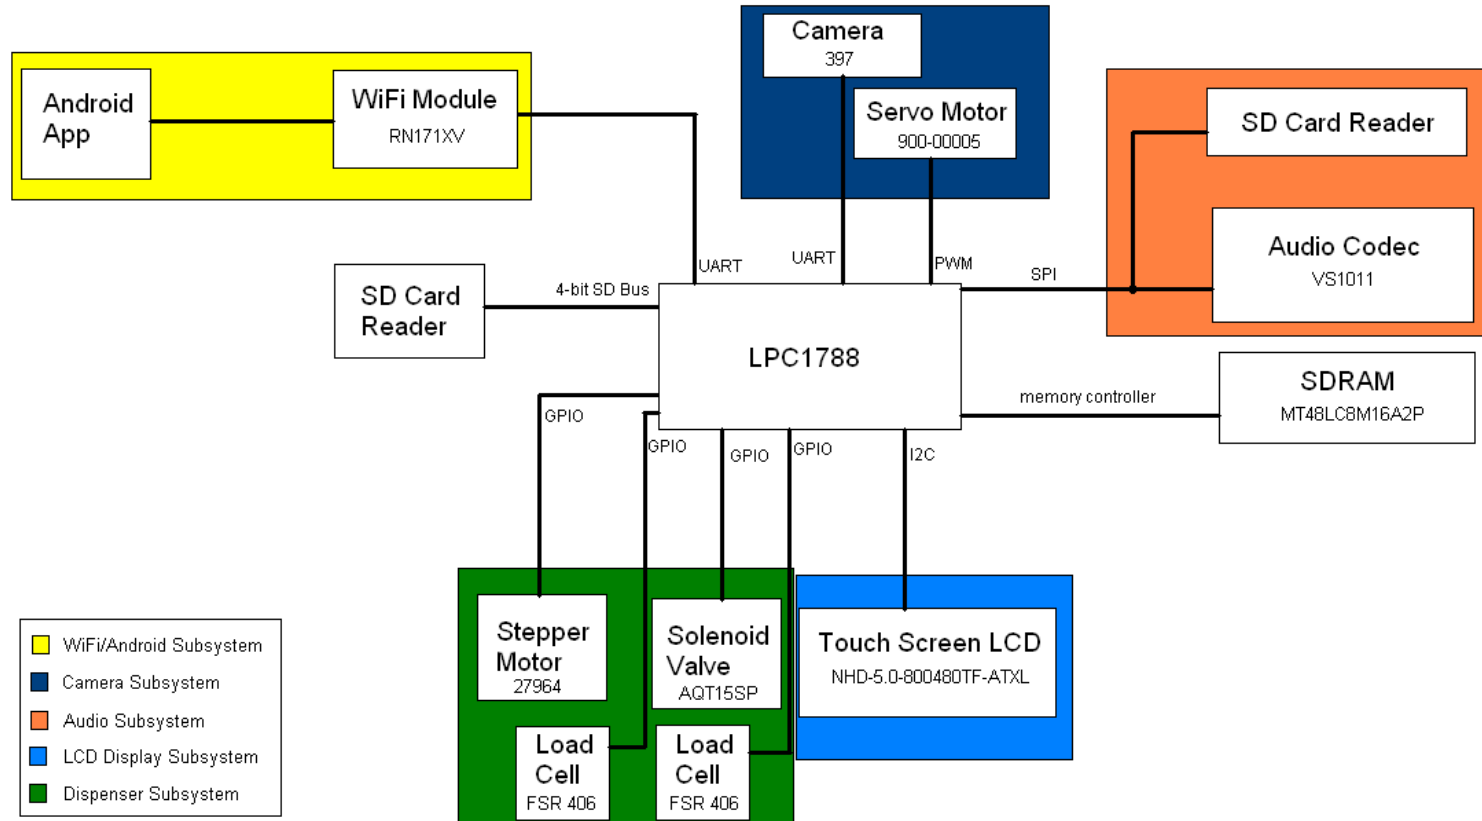 Camera
397
Android
App
WiFi Module
RN171XV
Servo Motor
900-00005
SD Card Reader
Audio Codec
VS1011
UART
UART
PWM
SPI
4-bit SD Bus
SD Card
Reader
LPC1788
SDRAM
MT48LC8M16A2P
memory controller
GPIO
GPIO
GPIO
GPIO
I2C
Stepper
Motor
27964
Solenoid
Valve
AQT15SP
Touch Screen LCD
NHD-5.0-800480TF-ATXL
Load
Cell
FSR 406
Load
Cell
FSR 406
WiFi/Android Subsystem
Camera Subsystem
Audio Subsystem
LCD Display Subsystem
Dispenser Subsystem